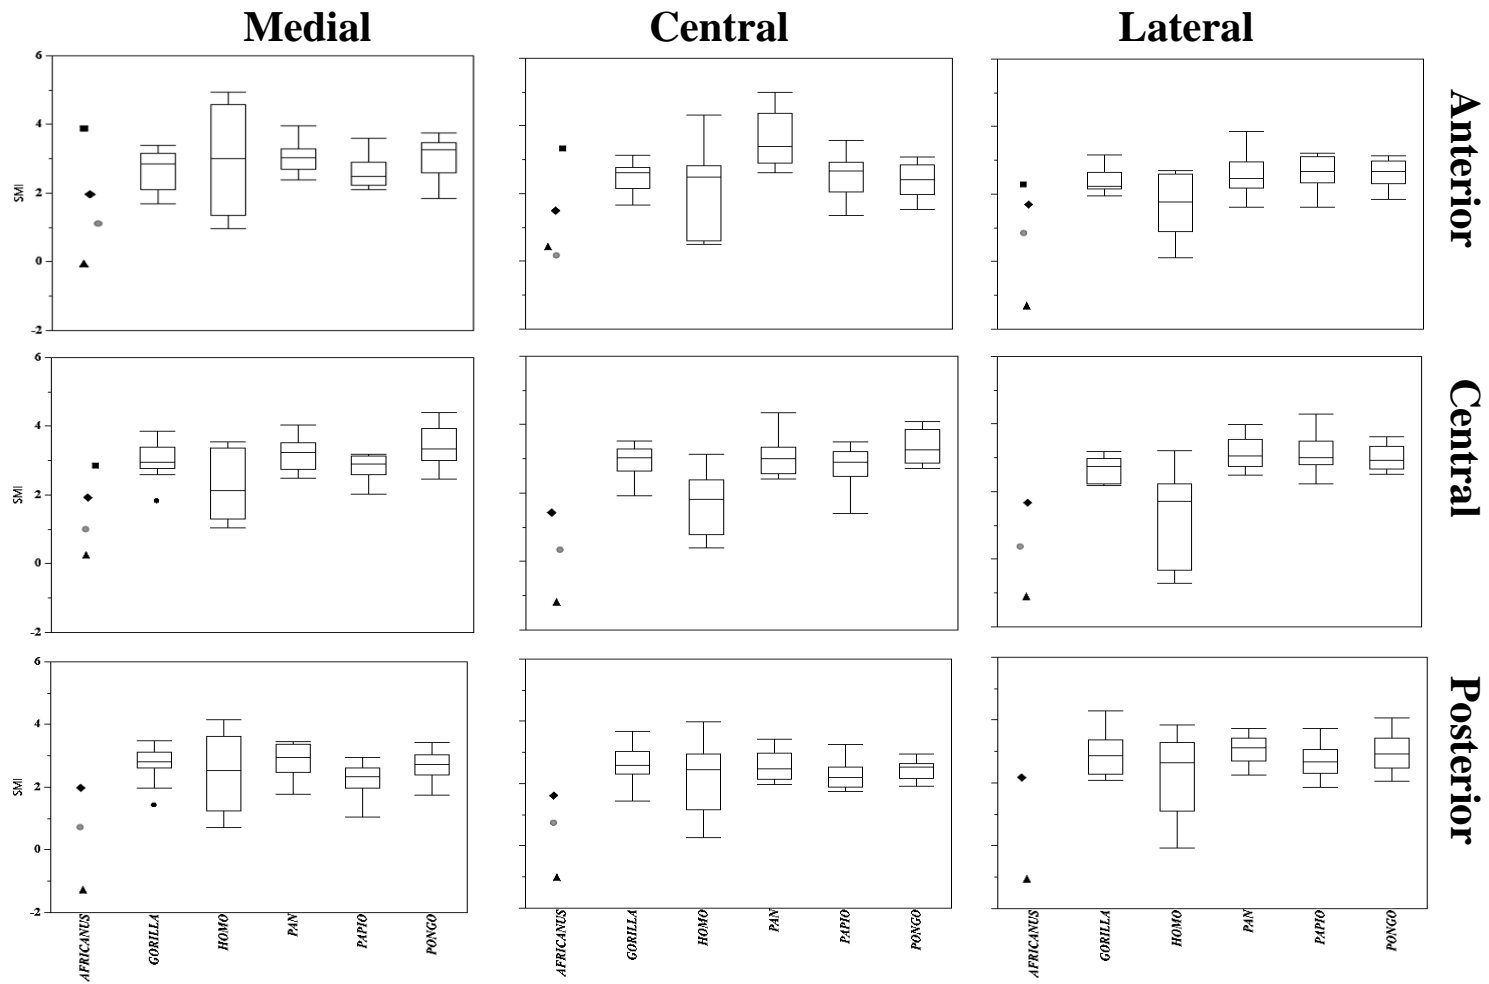 Medial Central Lateral
6
4
SMI
2
0
-2
Anterior
6
4
SMI
2
0
-2
Central
6
4
SMI
2
0
-2
Posterior
AFRICANUS GORILLA HOMO PAN PAPIO PONGO
AFRICANUS GORILLA HOMO PAN PAPIO PONGO
AFRICANUS GORILLA HOMO PAN PAPIO PONGO